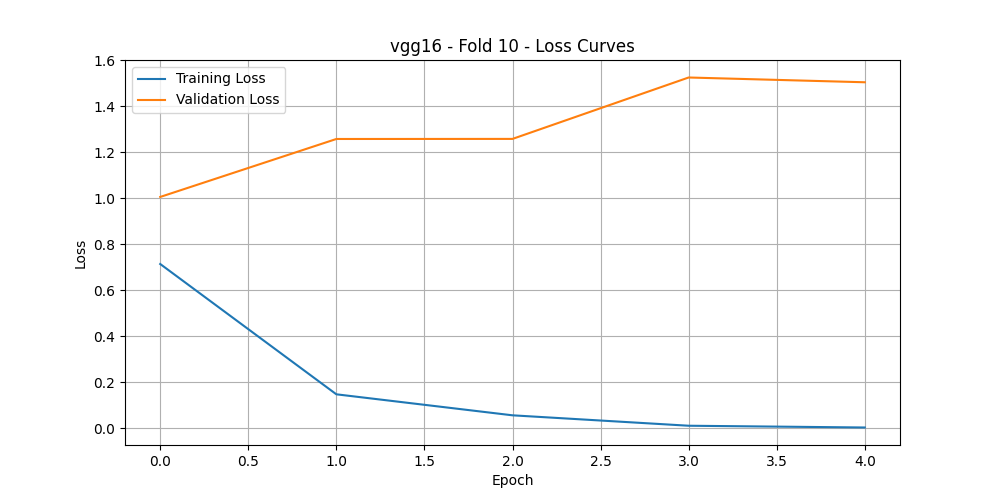 vgg16 - Fold 10 - Loss Curves
Training Loss
Validation Loss
1.6
1.4
1.2
1.0
0.8
0.6
0.4
0.2
0.0
Loss
0.0 0.5 1.0 1.5 2.0 2.5 3.0 3.5 4.0
Epoch